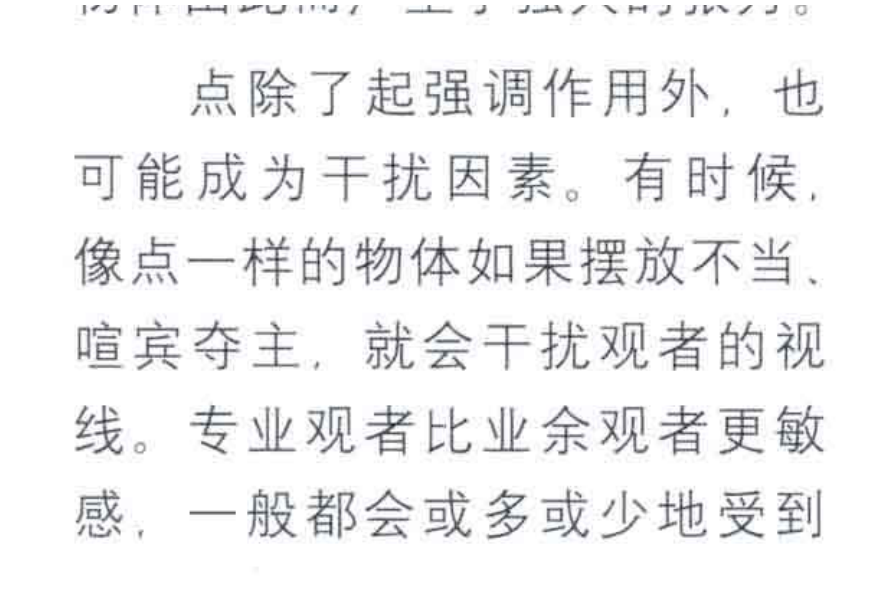 点除了起强调作用外，也
可能成为干扰因素。有时候，
像点一样的物体如果摆放不当、
喧宾夺主，就会干扰观者的视
线。专业观者比业余观者更敏
感，一般都会或多或少地受到